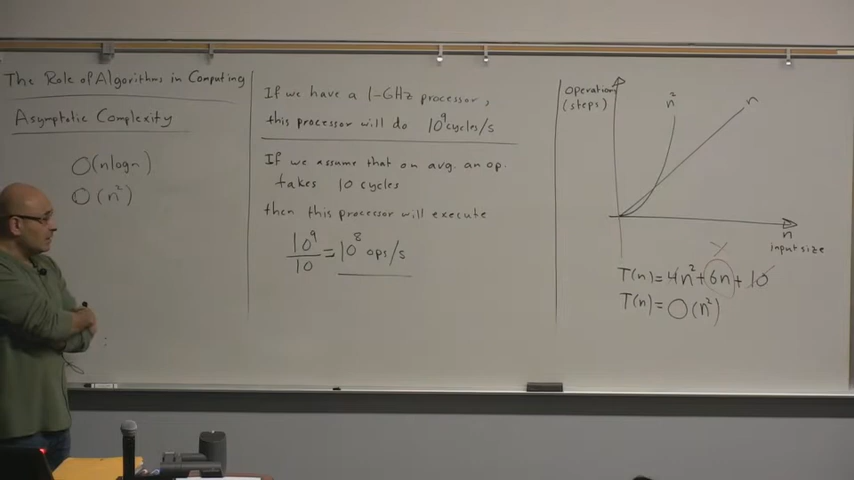 The Role of Algorithms in Computing
Asymptotic Complexity
O(nlogn)
O(n²)
If we have a 1-GHz processor,
this processor will do 10⁹ cycles/s
If we assume that on avg. an op.
takes 10 cycles
then this processor will execute
10⁹/10 = 10⁸ ops/s
Operation
(steps)
n²
n
n
input size
T(n)=4n²+6n+10
T(n)=O(n²)